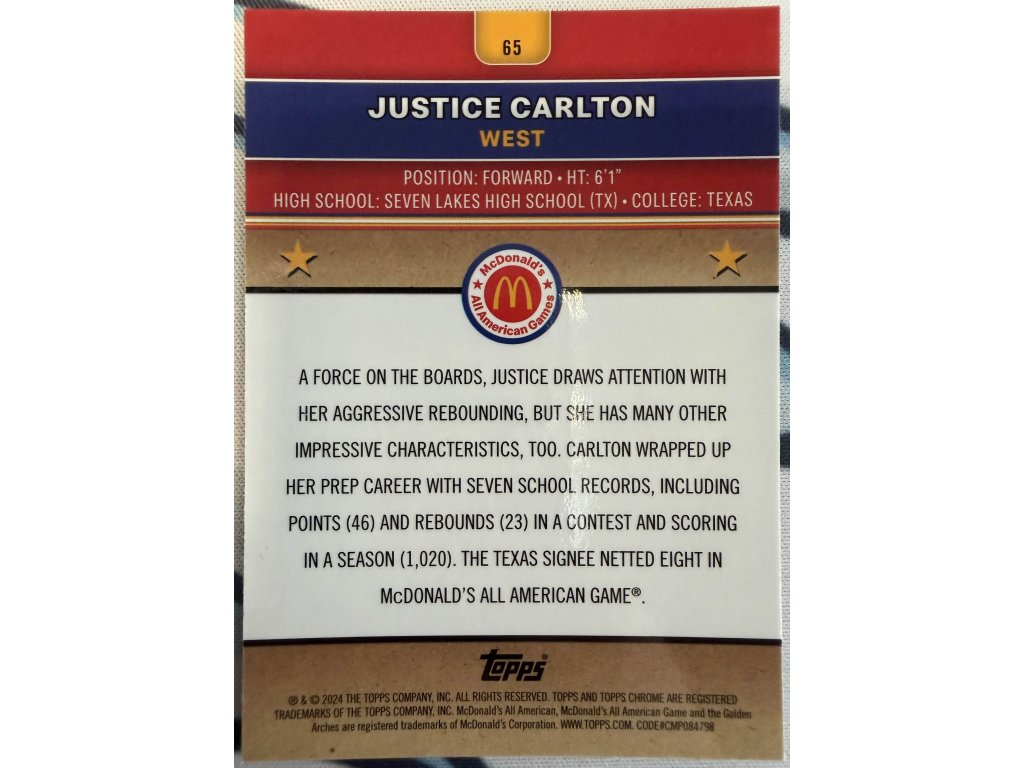 65
JUSTICE CARLTON
WEST
POSITION: FORWARD • HT: 6'1"
HIGH SCHOOL: SEVEN LAKES HIGH SCHOOL (TX) • COLLEGE: TEXAS
McDonald's
All American Games
A FORCE ON THE BOARDS, JUSTICE DRAWS ATTENTION WITH
HER AGGRESSIVE REBOUNDING, BUT SHE HAS MANY OTHER
IMPRESSIVE CHARACTERISTICS, TOO. CARLTON WRAPPED UP
HER PREP CAREER WITH SEVEN SCHOOL RECORDS, INCLUDING
POINTS (46) AND REBOUNDS (23) IN A CONTEST AND SCORING
IN A SEASON (1,020). THE TEXAS SIGNEE NETTED EIGHT IN
McDONALD'S ALL AMERICAN GAME®.
topps®
℗ & © 2024 THE TOPPS COMPANY, INC. ALL RIGHTS RESERVED. TOPPS AND TOPPS CHROME ARE REGISTERED
TRADEMARKS OF THE TOPPS COMPANY, INC. McDonald's All American, McDonald's All American Game and the Golden
Arches are registered trademarks of McDonald's Corporation. WWW.TOPPS.COM. CODE#CMP084798